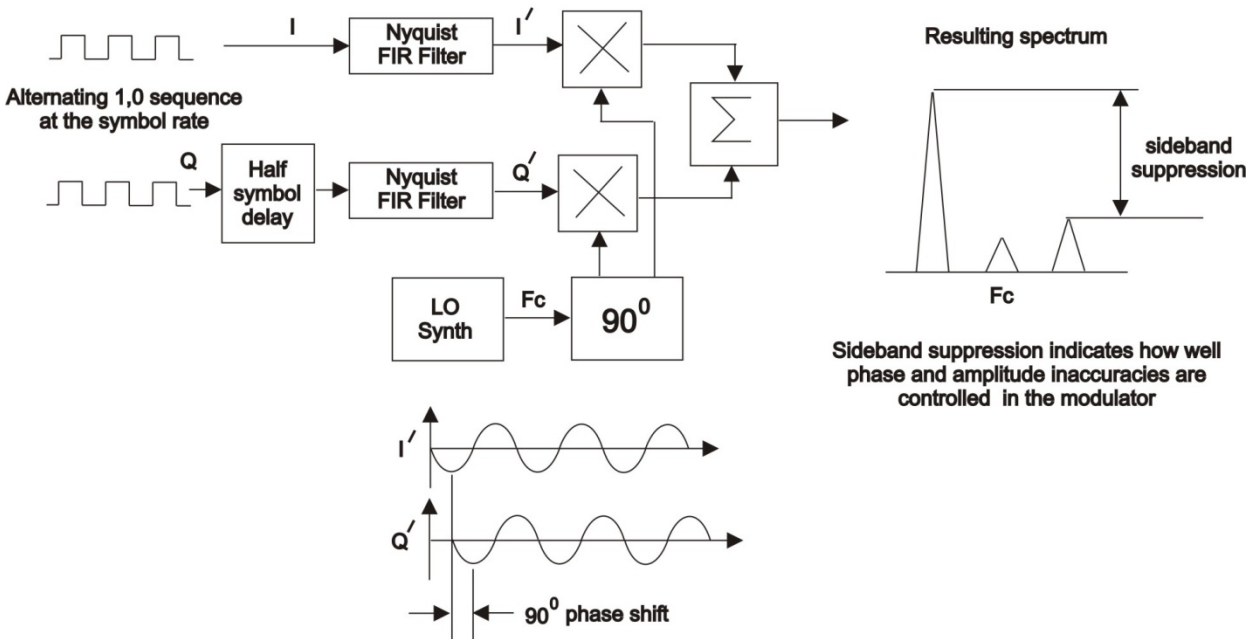 I
Nyquist
FIR Filter
I′
Resulting spectrum
Alternating 1,0 sequence
at the symbol rate
Σ
sideband
suppression
Q
Half
symbol
delay
Nyquist
FIR Filter
Q′
LO
Synth
Fc
90⁰
Fc
Sideband suppression indicates how well
phase and amplitude inaccuracies are
controlled in the modulator
I′
Q′
90⁰ phase shift